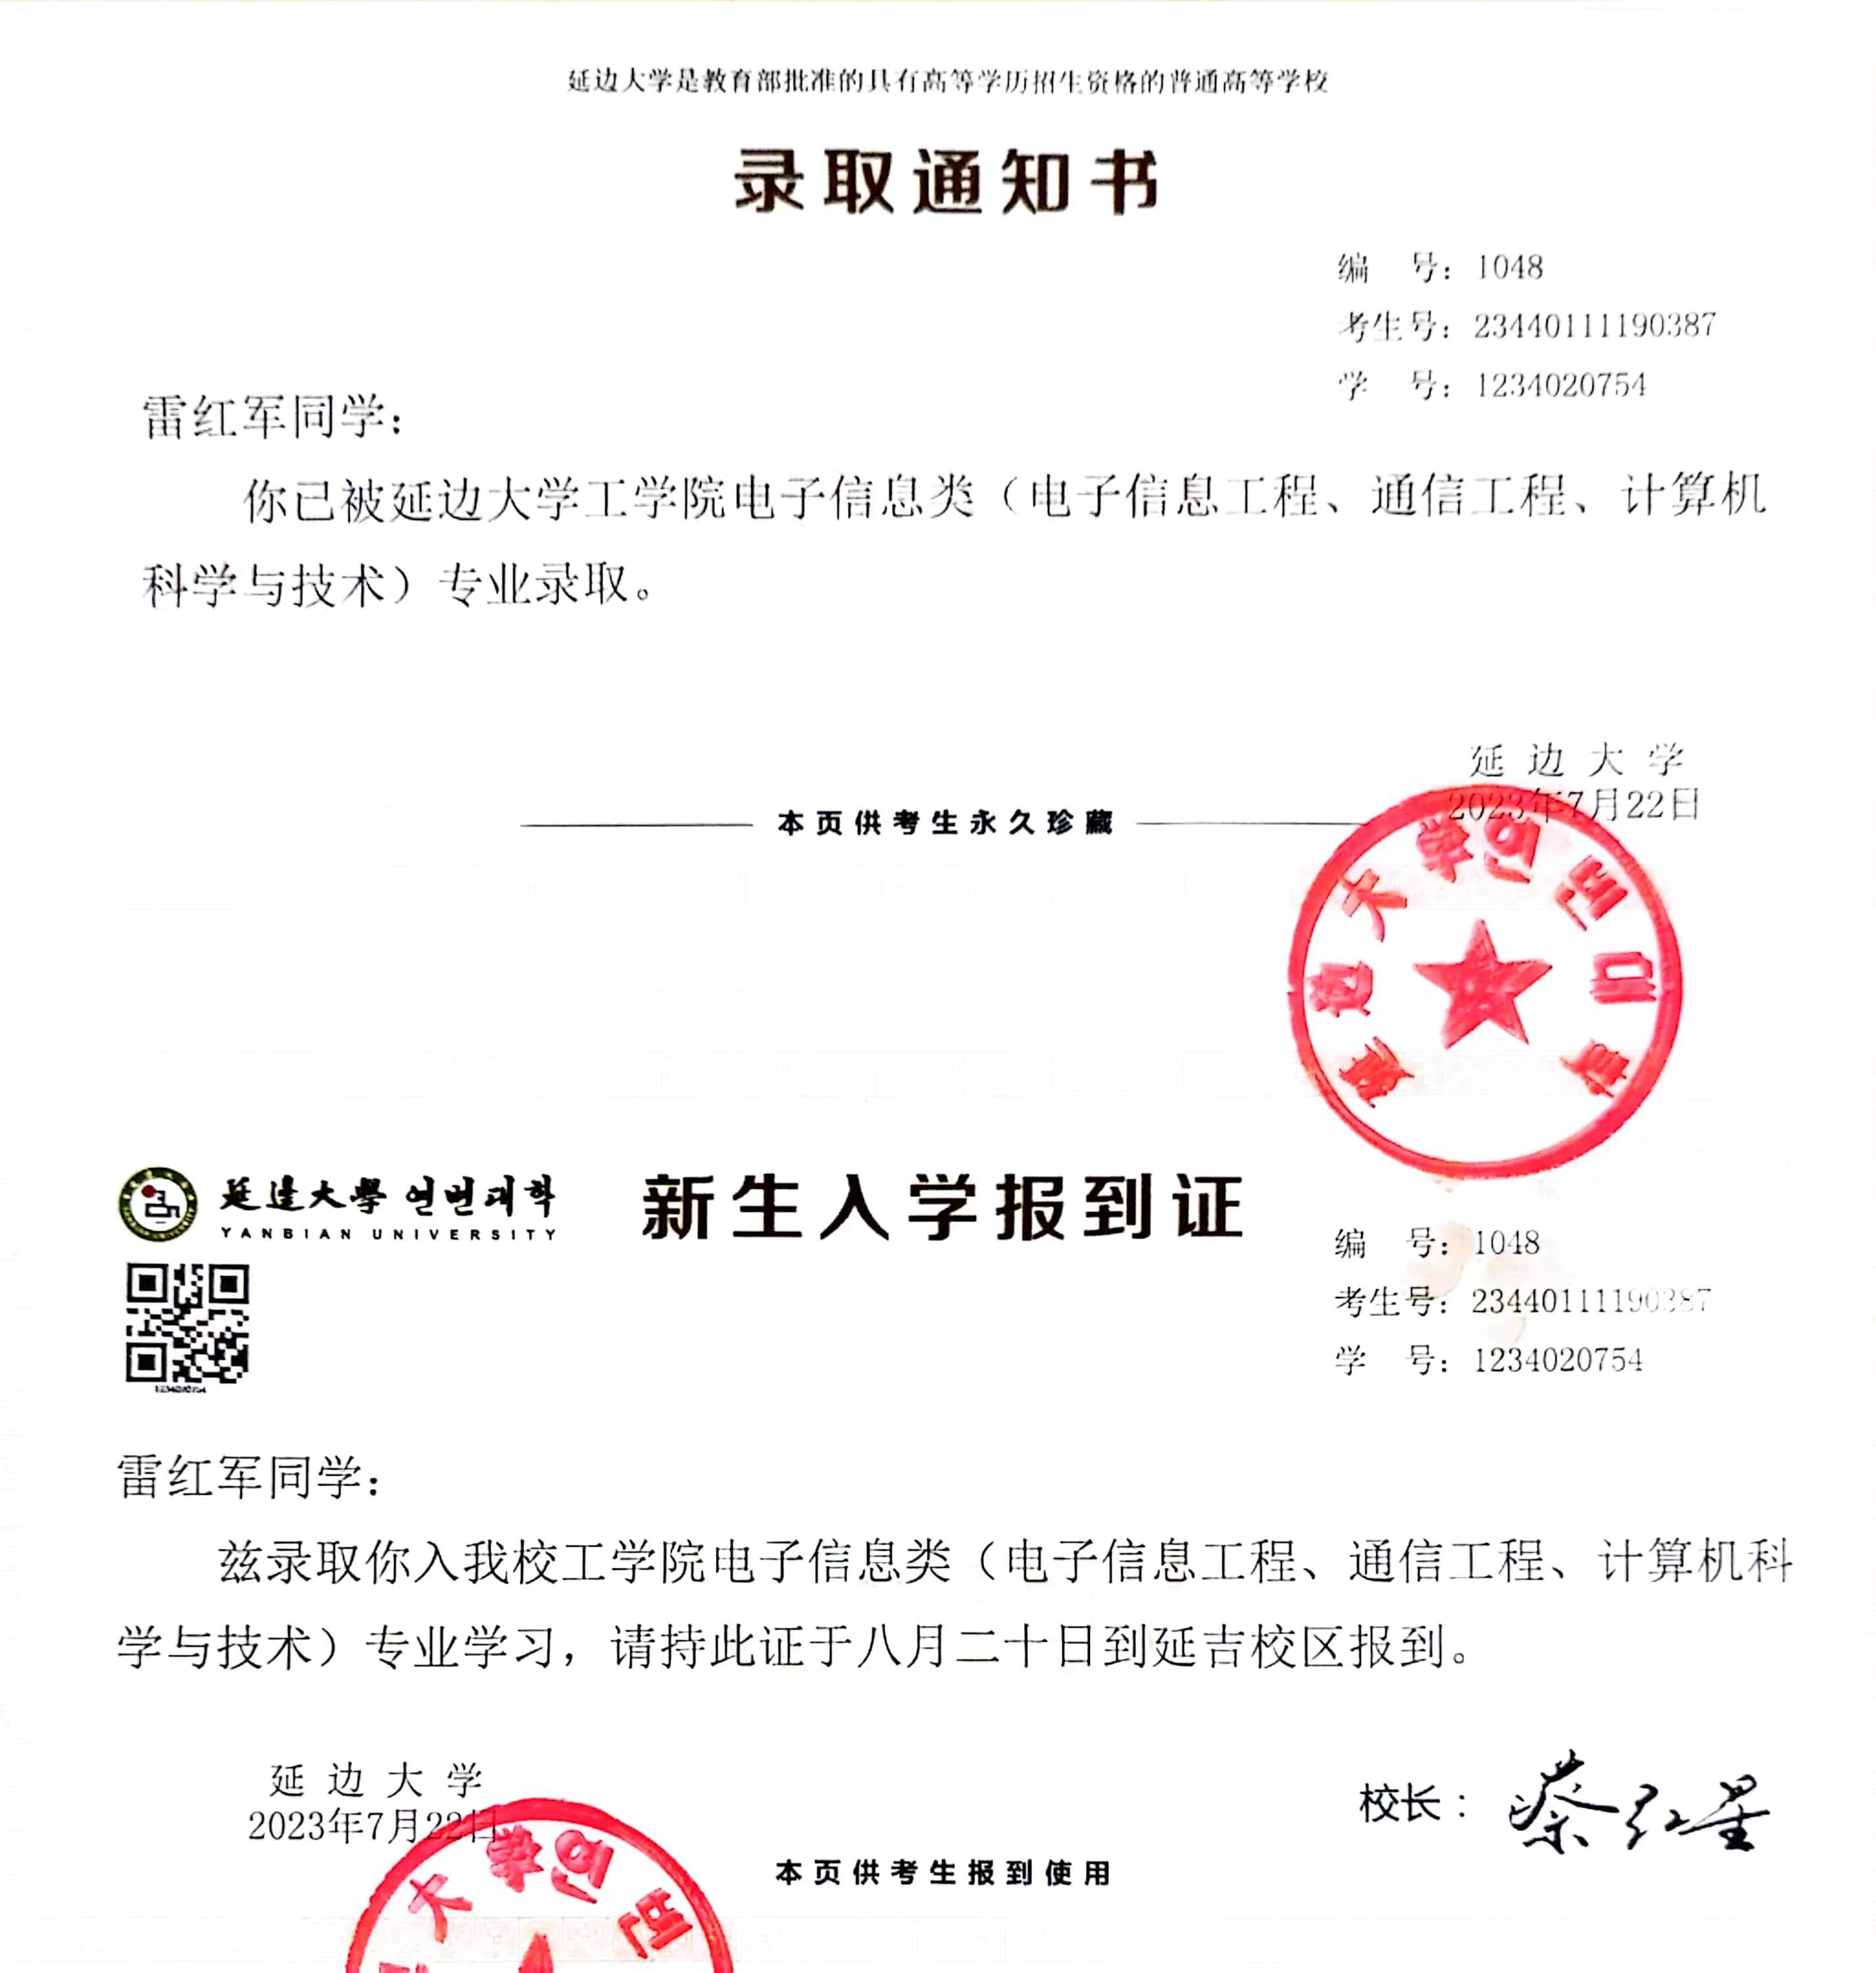 延边大学是教育部批准的具有高等学历招生资格的普通高等学校
录取通知书
编 号：1048
考生号：23440111190387
学 号：1234020754
雷红军同学：
你已被延边大学工学院电子信息类（电子信息工程、通信工程、计算机
科学与技术）专业录取。
延 边 大 学
2023年7月22日
本页供考生永久珍藏
延边大学 연변대학
延邊大學 연변대학
YANBIAN UNIVERSITY
新生入学报到证
编 号：1048
考生号：23440111190387
学 号：1234020754
1234020754
雷红军同学：
兹录取你入我校工学院电子信息类（电子信息工程、通信工程、计算机科
学与技术）专业学习，请持此证于八月二十日到延吉校区报到。
延 边 大 学
2023年7月22日
校长：蔡红星
本页供考生报到使用
大学 연변